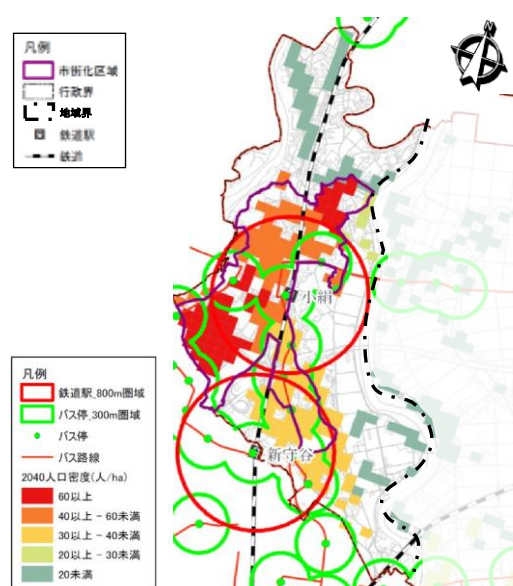 凡例
市街化区域
行政界
地域界
鉄道駅
鉄道
小絹
新守谷
凡例
鉄道駅_800m圏域
バス停_300m圏域
バス停
バス路線
2040人口密度(人/ha)
60以上
40以上 - 60未満
30以上 - 40未満
20以上 - 30未満
20未満